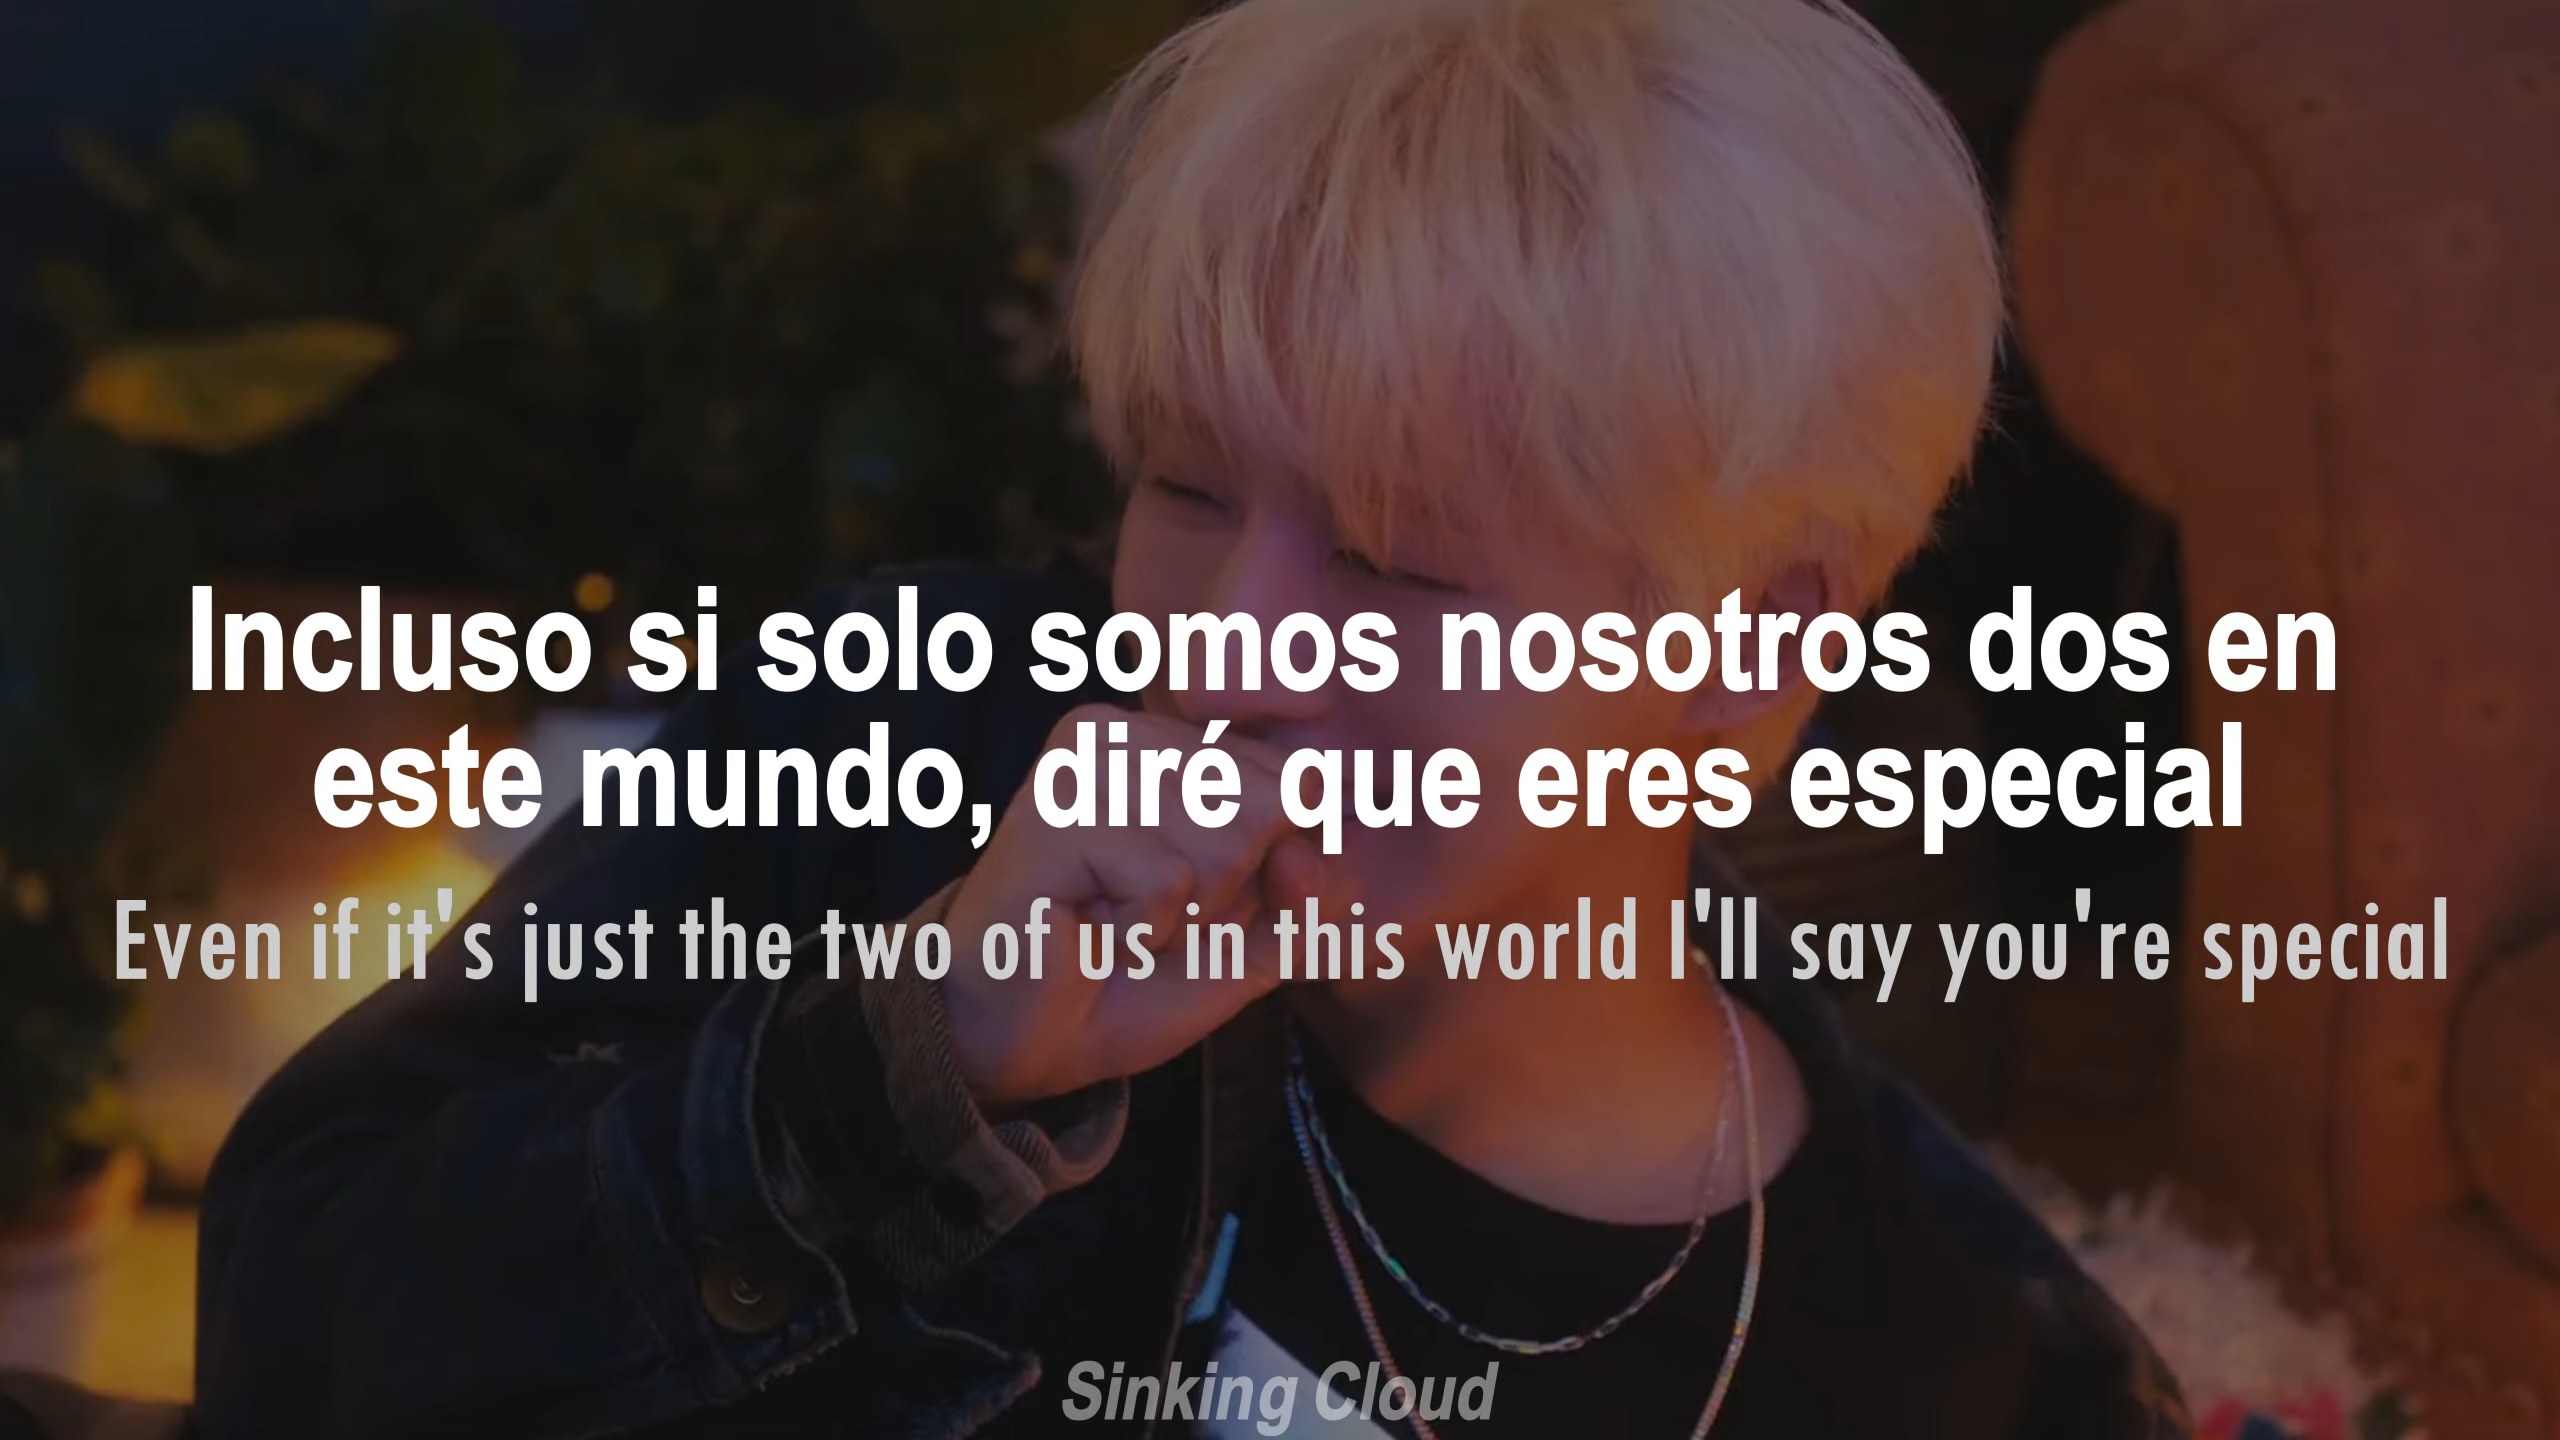 Incluso si solo somos nosotros dos en
este mundo, diré que eres especial
Even if it's just the two of us in this world I'll say you're special
Sinking Cloud